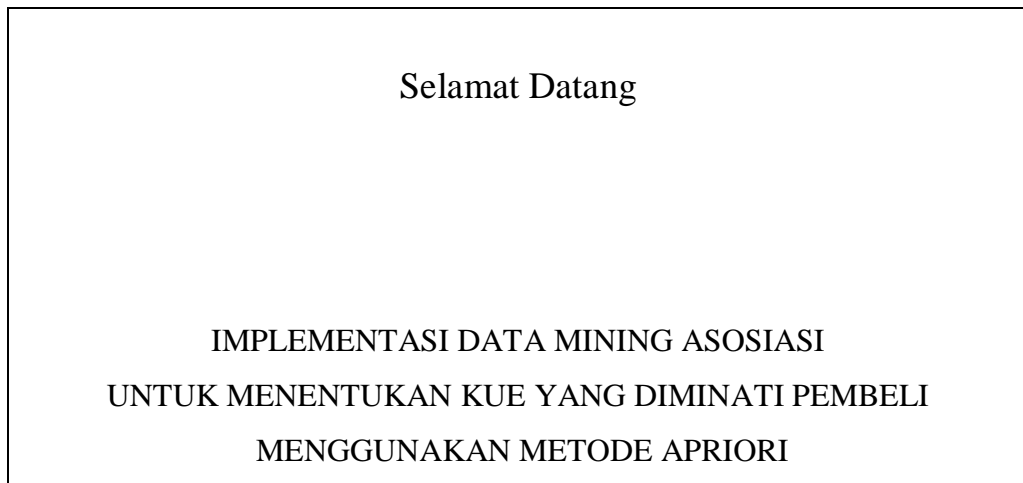 Selamat Datang
IMPLEMENTASI DATA MINING ASOSIASI
UNTUK MENENTUKAN KUE YANG DIMINATI PEMBELI
MENGGUNAKAN METODE APRIORI